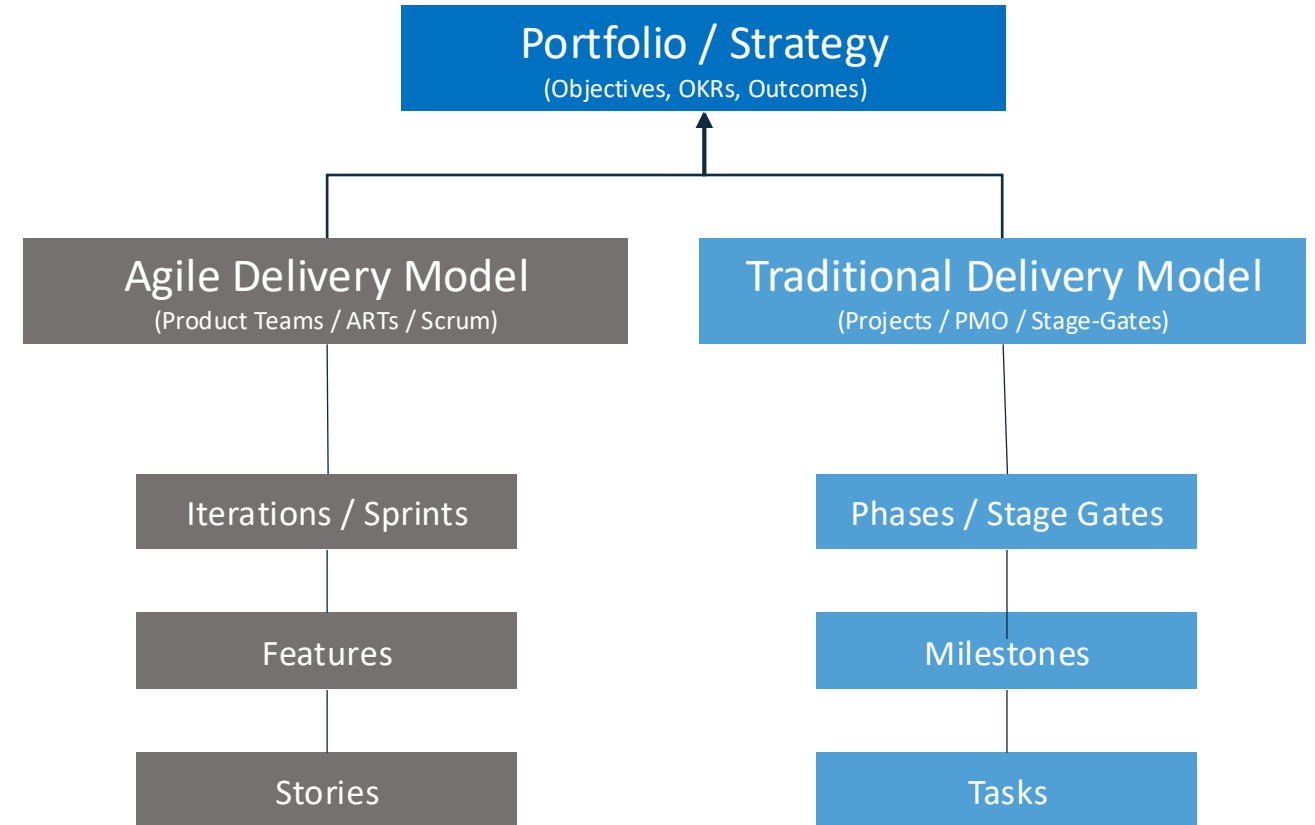 Portfolio / Strategy
(Objectives, OKRs, Outcomes)
Agile Delivery Model
(Product Teams / ARTs / Scrum)
Traditional Delivery Model
(Projects / PMO / Stage-Gates)
Iterations / Sprints
Phases / Stage Gates
Features
Milestones
Stories
Tasks